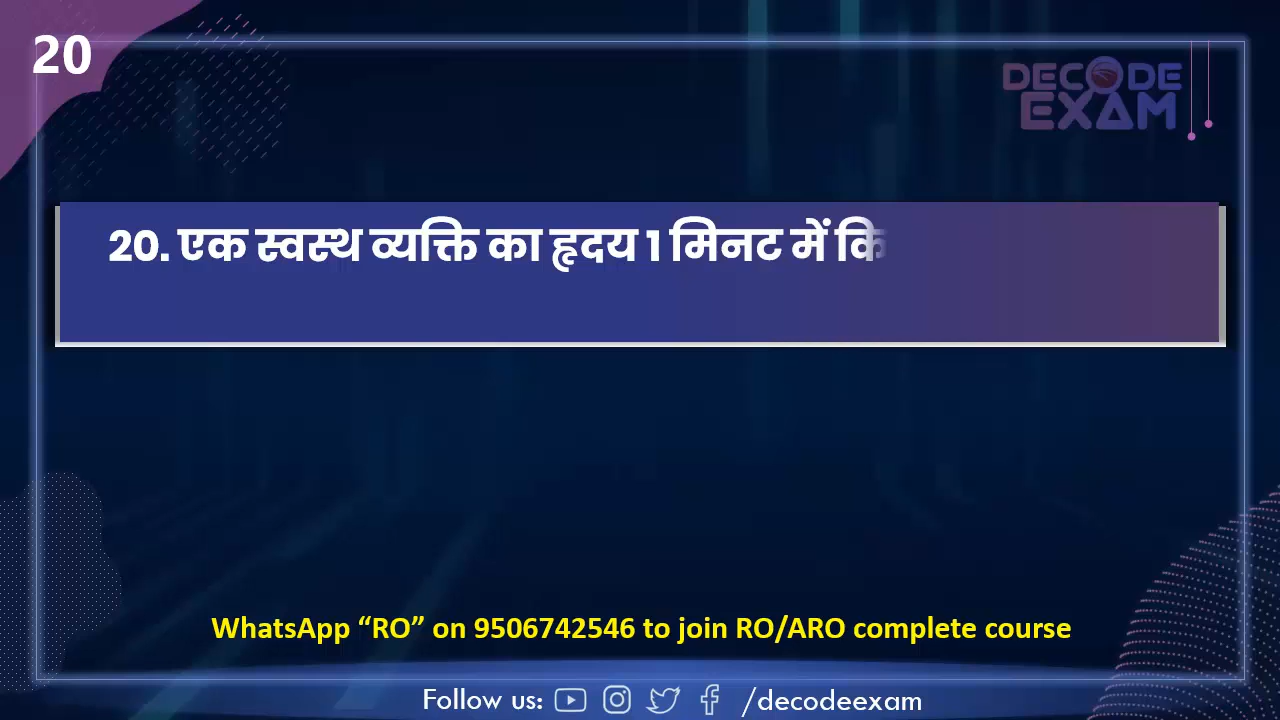 20
DECODE
EXAM
20. एक स्वस्थ व्यक्ति का हृदय 1 मिनट में
WhatsApp “RO” on 9506742546 to join RO/ARO complete course
Follow us: /decodeexam